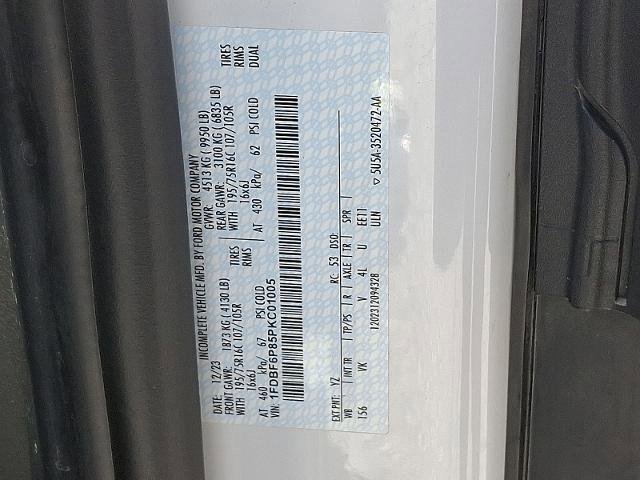 INCOMPLETE VEHICLE MFD. BY FORD MOTOR COMPANY
DATE: 12/23 GVWR: 4513 KG ( 9950 LB)
FRONT GAWR: 1873 KG ( 4130 LB) REAR GAWR: 3100 KG ( 6835 LB)
WITH 195/75R16C 107/105R TIRES WITH 195/75R16C 107/105R TIRES
16x6J RIMS 16x6J RIMS
AT 460 kPa/ 67 PSI COLD AT 430 kPa/ 62 PSI COLD DUAL
VIN: 1FDBF6P85PKC01005
EXT PNT: YZ RC: 53 DSO:
WB INT TR TP/PS R AXLE TR SPR
156 VK V 4L U EE11
1202312094328 ULN
▽ 5U5A-3520472-AA